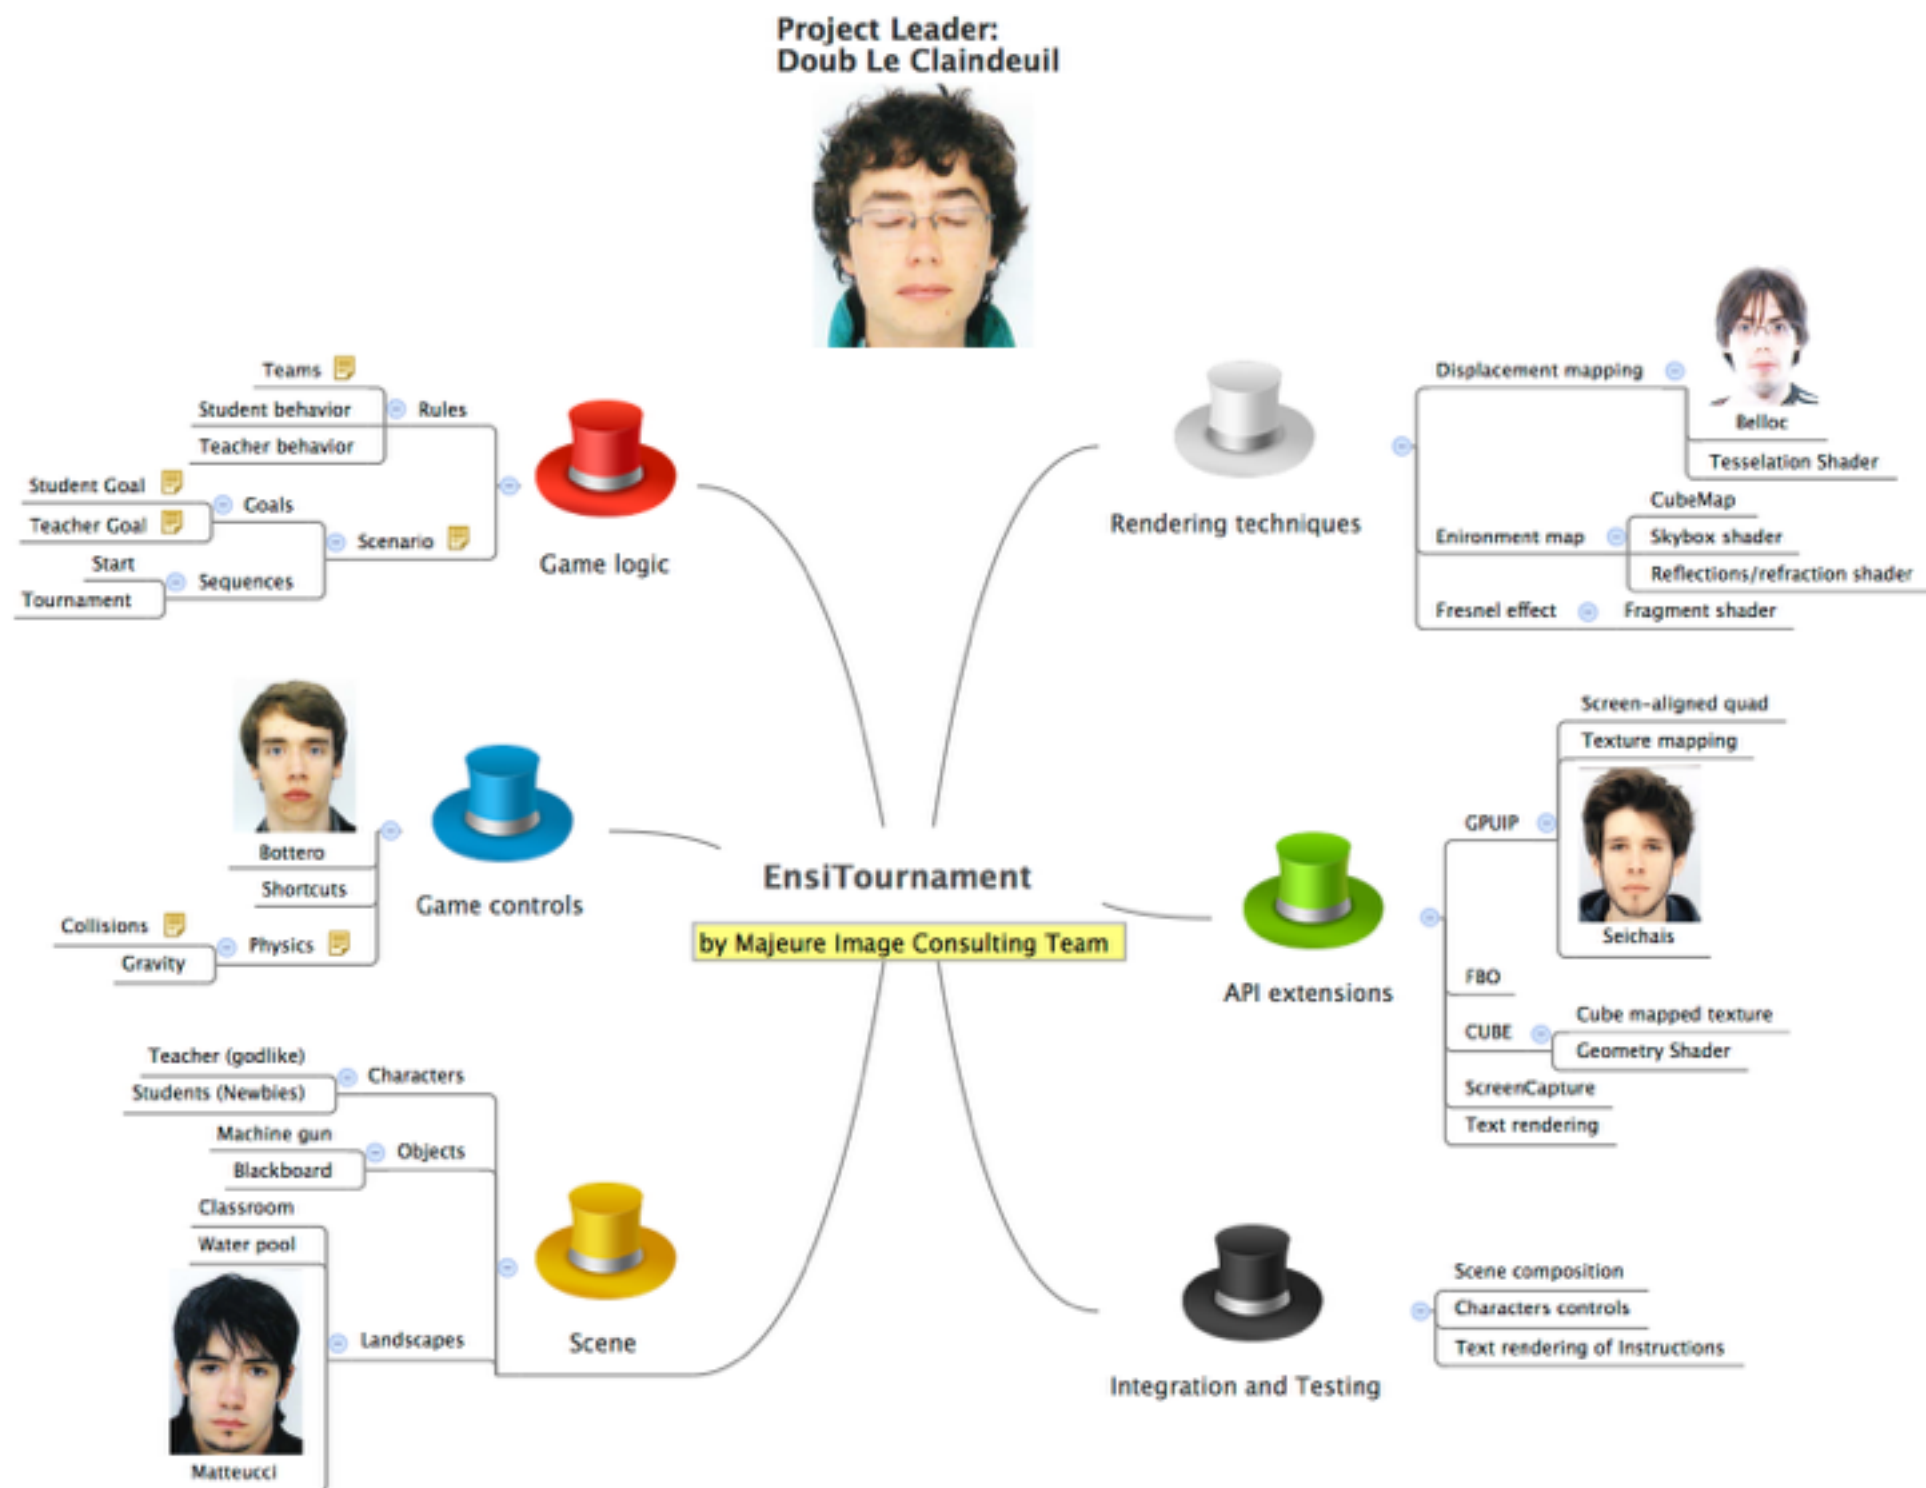 Project Leader:
Doub Le Claindeuil
Teams
Student behavior
Teacher behavior
Rules
Student Goal
Teacher Goal
Goals
Start
Tournament
Sequences
Scenario
Game logic
Rendering techniques
Displacement mapping
Belloc
Tesselation Shader
Enironment map
CubeMap
Skybox shader
Reflections/refraction shader
Fresnel effect
Fragment shader
Bottero
Shortcuts
Collisions
Gravity
Physics
Game controls
EnsiTournament
by Majeure Image Consulting Team
API extensions
GPUIP
Screen-aligned quad
Texture mapping
Seichais
FBO
CUBE
Cube mapped texture
Geometry Shader
ScreenCapture
Text rendering
Teacher (godlike)
Students (Newbies)
Characters
Machine gun
Blackboard
Objects
Classroom
Water pool
Matteucci
Landscapes
Scene
Integration and Testing
Scene composition
Characters controls
Text rendering of Instructions